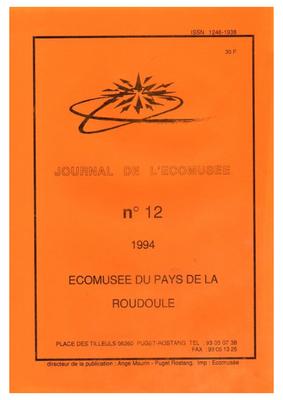 ISSN 1246-1938
30 F
JOURNAL DE L'ECOMUSÉE
n° 12
1994
ECOMUSEE DU PAYS DE LA
ROUDOULE
PLACE DES TILLEULS 06260 PUGET-ROSTANG TEL : 93 05 07 38
FAX : 93 05 13 25
directeur de la publication : Ange Maurin - Puget Rostang. Imp : Ecomusée